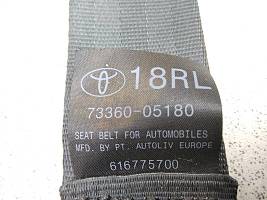 18RL
73360-05180
SEAT BELT FOR AUTOMOBILES
MFD. BY PT. AUTOLIV EUROPE
616775700